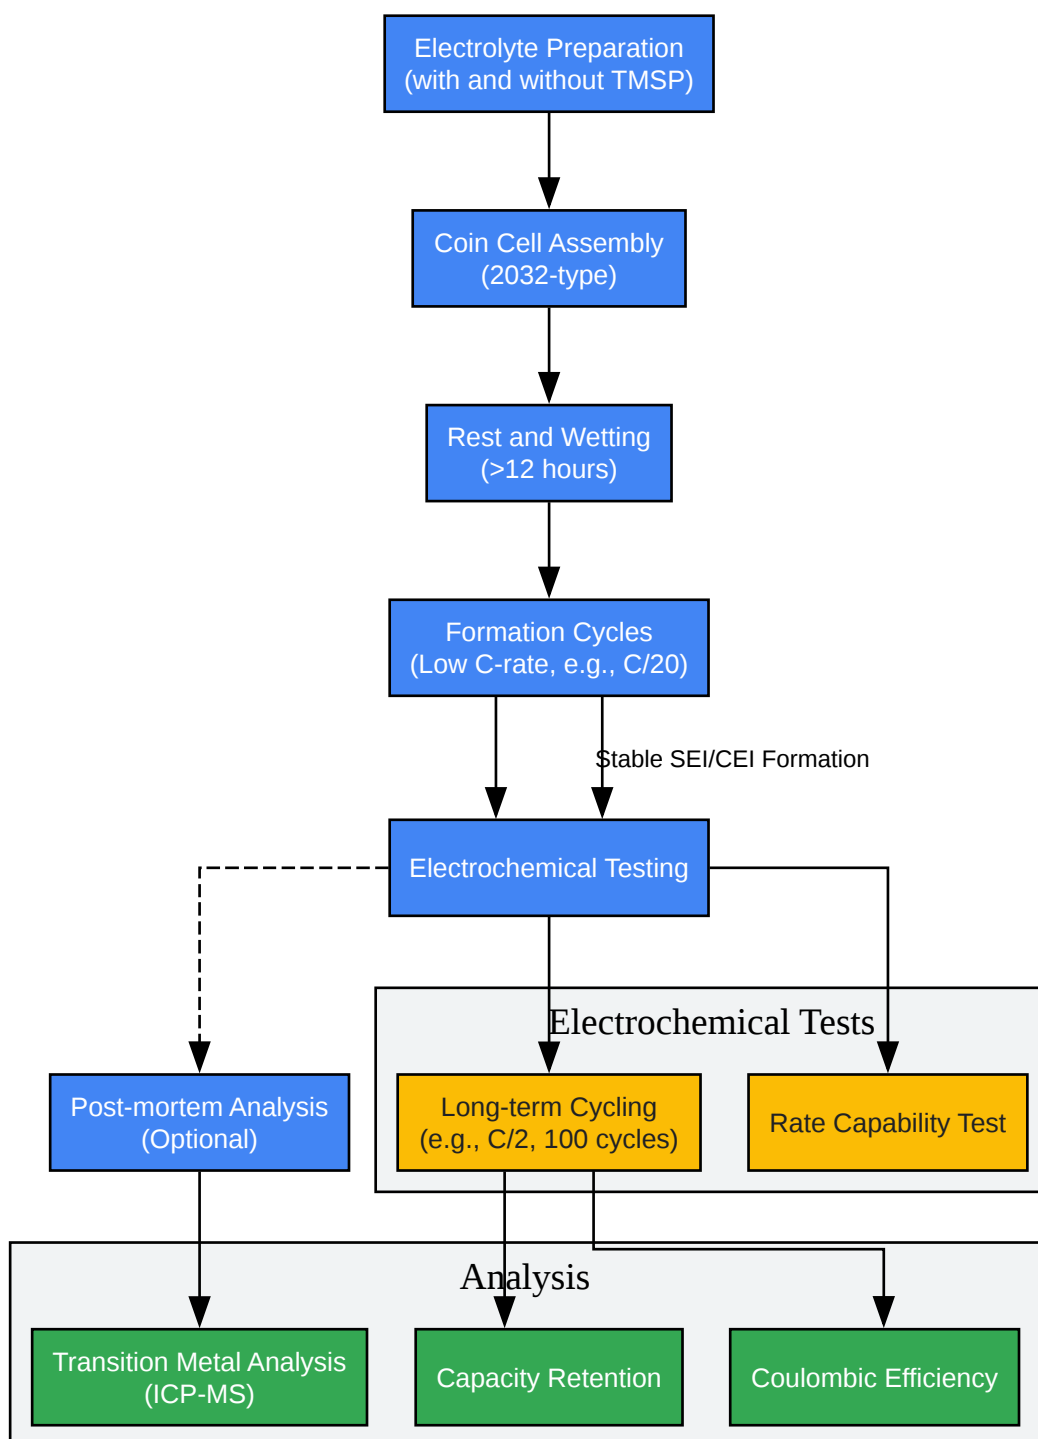 Electrolyte Preparation
(with and without TMSP)
Coin Cell Assembly
(2032-type)
Rest and Wetting
(>12 hours)
Formation Cycles
(Low C-rate, e.g., C/20)
Stable SEI/CEI Formation
Electrochemical Testing
Electrochemical Tests
Post-mortem Analysis
(Optional)
Long-term Cycling
(e.g., C/2, 100 cycles)
Rate Capability Test
Analysis
Transition Metal Analysis
(ICP-MS)
Capacity Retention
Coulombic Efficiency